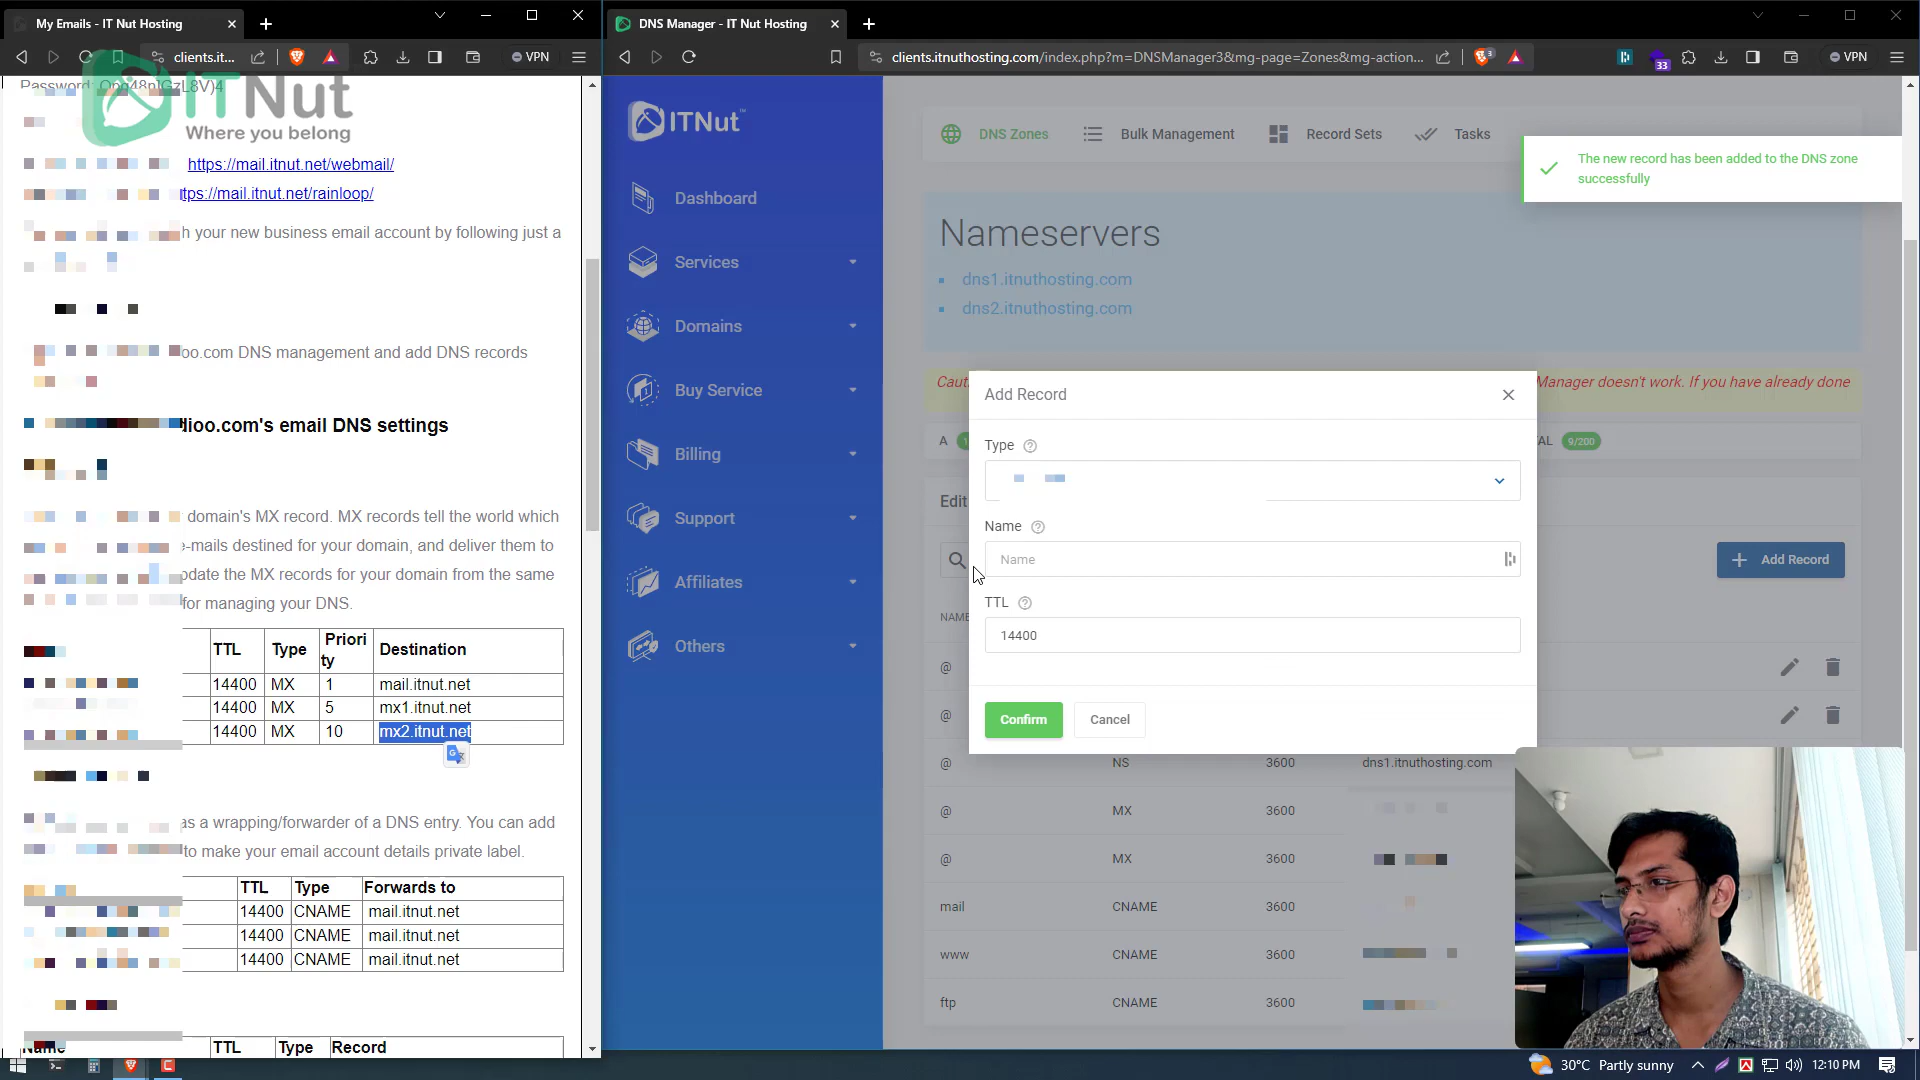 My Emails - IT Nut Hosting
clients.it...
VPN
ITNut
Where you belong
https://mail.itnut.net/webmail/
ttps://mail.itnut.net/rainloop/
h your new business email account by following just a
oo.com DNS management and add DNS records
dioo.com's email DNS settings
domain's MX record. MX records tell the world which
e-mails destined for your domain, and deliver them to
pdate the MX records for your domain from the same
for managing your DNS.
TTL Type Priority Destination
14400 MX 1 mail.itnut.net
14400 MX 5 mx1.itnut.net
14400 MX 10 mx2.itnut.net
as a wrapping/forwarder of a DNS entry. You can add
to make your email account details private label.
TTL Type Forwards to
14400 CNAME mail.itnut.net
14400 CNAME mail.itnut.net
14400 CNAME mail.itnut.net
Name TTL Type Record
DNS Manager - IT Nut Hosting
clients.itnuthosting.com/index.php?m=DNSManager3&mg-page=Zones&mg-action...
3
33
VPN
ITNut™
Dashboard
Services
Domains
Buy Service
Billing
Support
Affiliates
Others
DNS Zones
Bulk Management
Record Sets
Tasks
The new record has been added to the DNS zone
successfully
Nameservers
dns1.itnuthosting.com
dns2.itnuthosting.com
Manager doesn't work. If you have already done
A
9/200
Edit
Add Record
NAME
Add Record
Type
Name
Name
TTL
14400
Confirm
Cancel
@
@
@ NS 3600 dns1.itnuthosting.com
@ MX 3600
@ MX 3600
mail CNAME 3600
www CNAME 3600
ftp CNAME 3600
30°C Partly sunny
12:10 PM